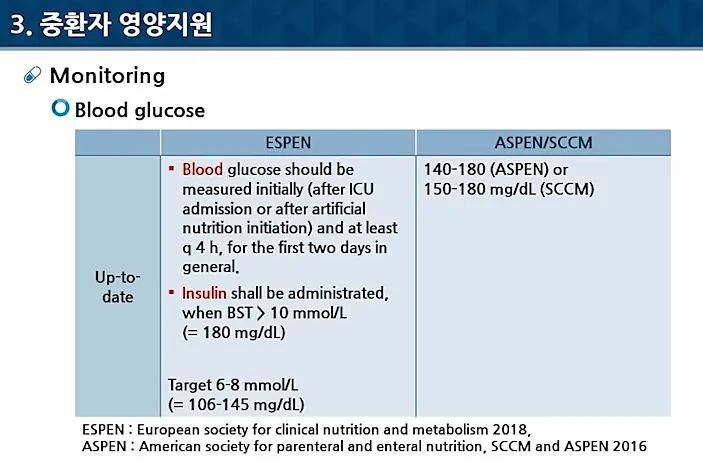 3. 중환자 영양지원
Monitoring
Blood glucose
ESPEN
ASPEN/SCCM
Up-to-
date
▪ Blood glucose should be
measured initially (after ICU
admission or after artificial
nutrition initiation) and at least
q 4 h, for the first two days in
general.
▪ Insulin shall be administrated,
when BST > 10 mmol/L
(= 180 mg/dL)
Target 6-8 mmol/L
(= 106-145 mg/dL)
140-180 (ASPEN) or
150-180 mg/dL (SCCM)
ESPEN : European society for clinical nutrition and metabolism 2018,
ASPEN : American society for parenteral and enteral nutrition, SCCM and ASPEN 2016